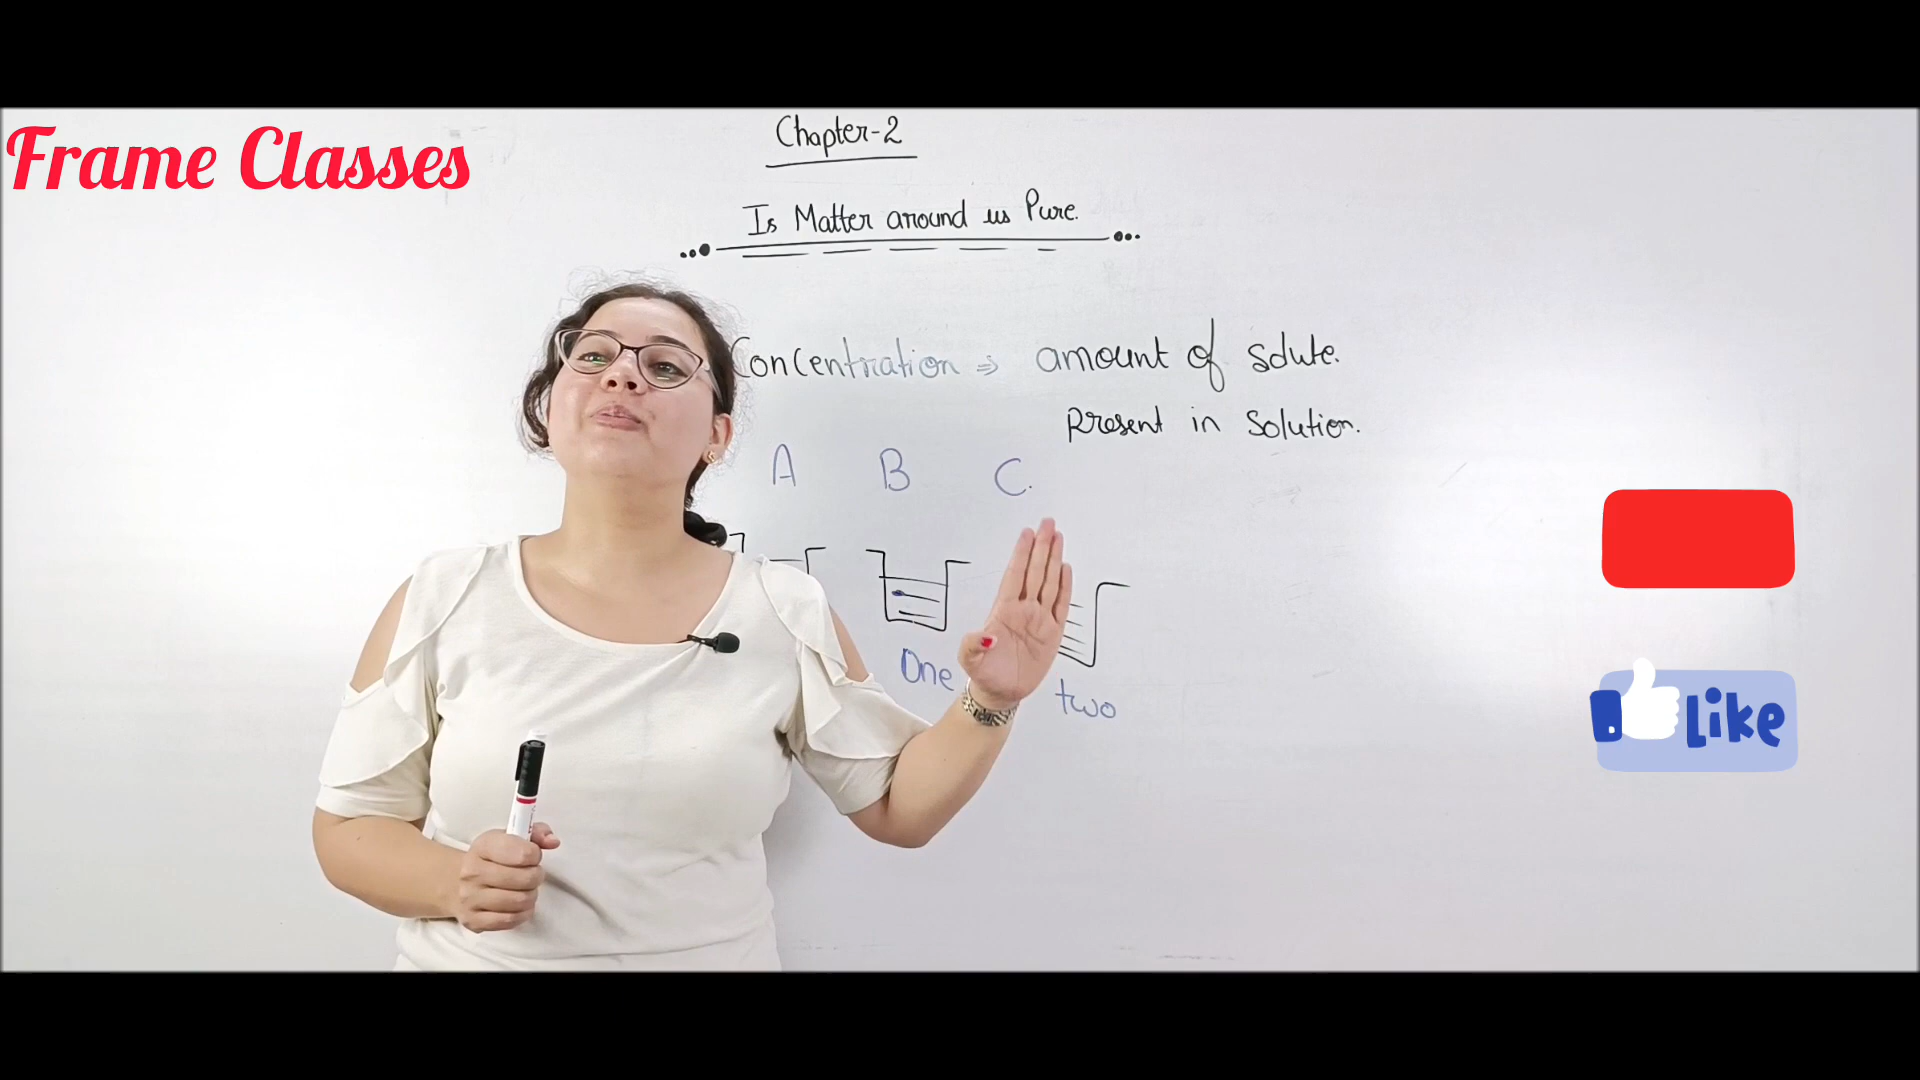 Frame Classes
Chapter-2
Is Matter around us Pure.
Concentration ⇒ amount of solute.
Present in Solution.
A B C.
One
two
Like